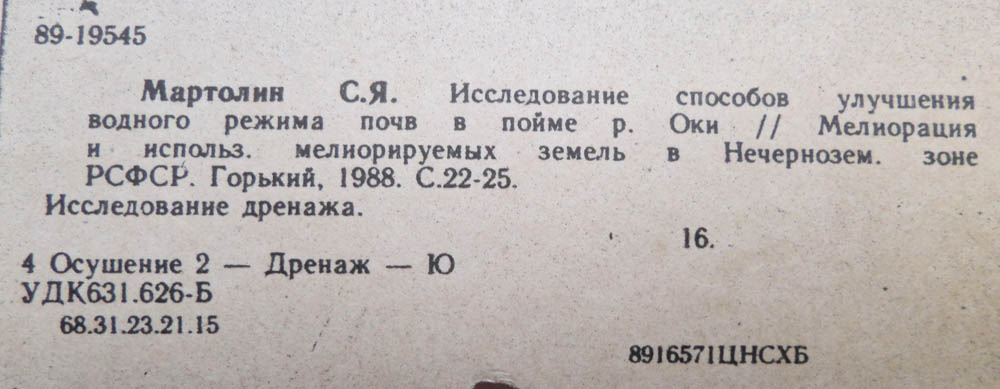 89-19545
Мартолин С.Я. Исследование способов улучшения
водного режима почв в пойме р. Оки // Мелиорация
и использ. мелиорируемых земель в Нечернозем. зоне
РСФСР. Горький, 1988. С.22-25.
Исследование дренажа.
16.
4 Осушение 2 — Дренаж — Ю
УДК631.626-Б
68.31.23.21.15
8916571ЦНСХБ